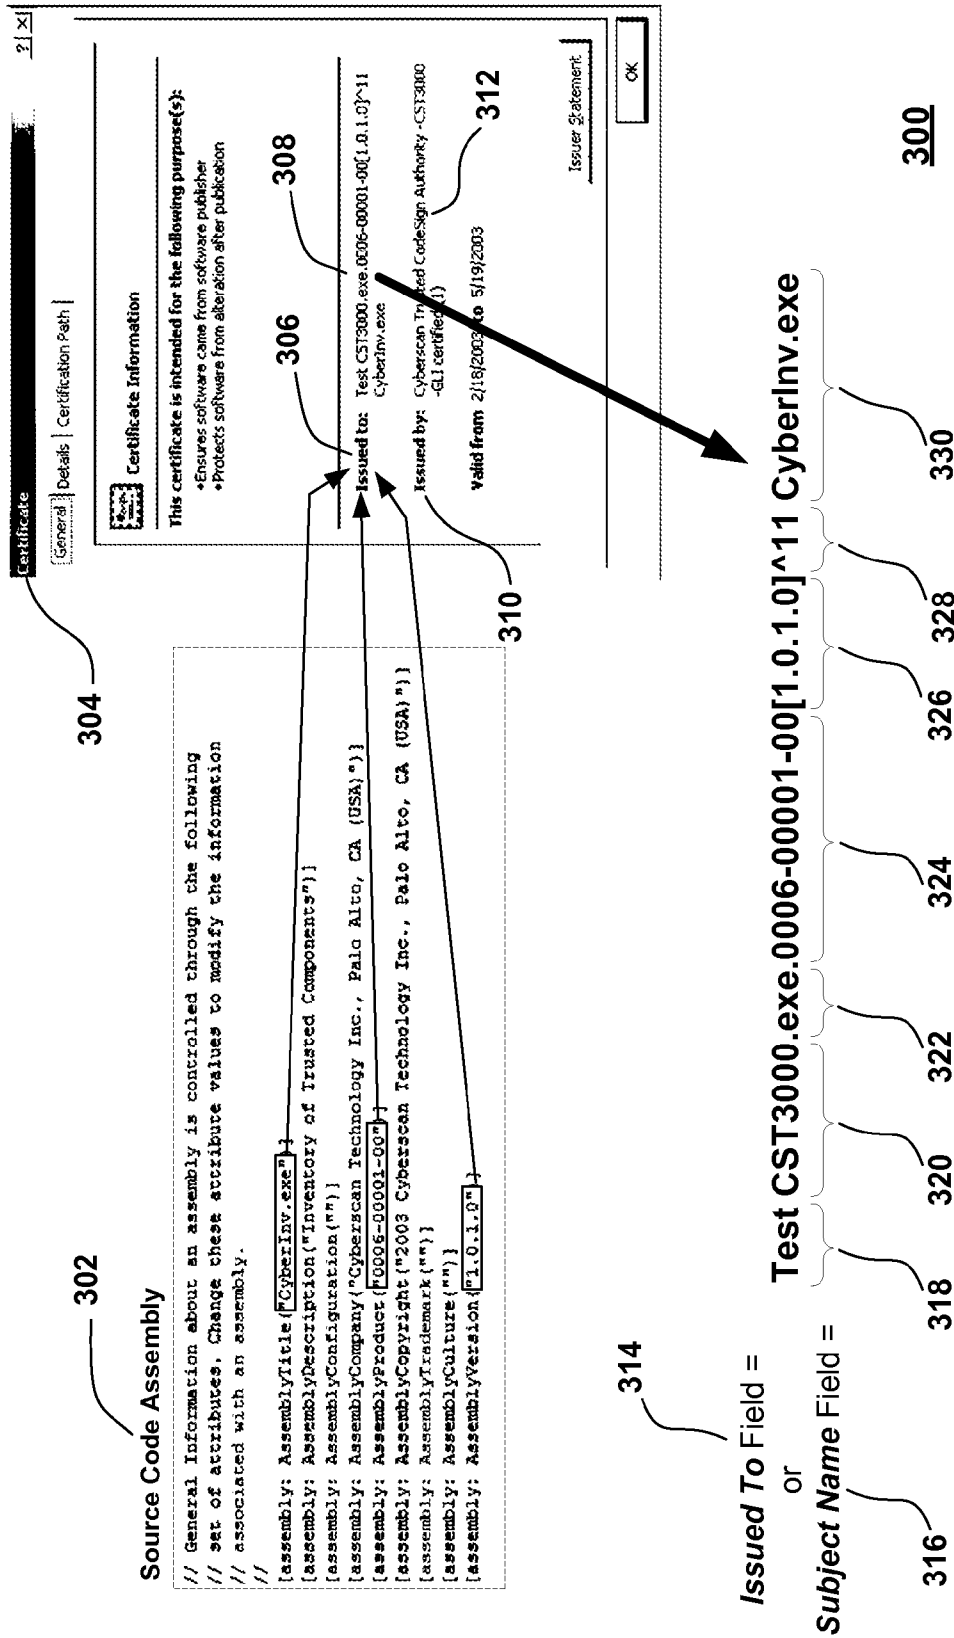 302
Source Code Assembly
// General Information about an assembly is controlled through the following
// set of attributes. Change these attribute values to modify the information
// associated with an assembly.
//
[assembly: AssemblyTitle("CyberInv.exe")]
[assembly: AssemblyDescription("Inventory of Trusted Components")]
[assembly: AssemblyConfiguration("")]
[assembly: AssemblyCompany("Cyberscan Technology Inc., Palo Alto, CA (USA)")]
[assembly: AssemblyProduct("0006-00001-00")]
[assembly: AssemblyCopyright("2003 Cyberscan Technology Inc., Palo Alto, CA (USA)")]
[assembly: AssemblyTrademark("")]
[assembly: AssemblyCulture("")]
[assembly: AssemblyVersion("1.0.1.0")]
304
Certificate
? X
General
Details
Certification Path
Certificate Information
This certificate is intended for the following purpose(s):
•Ensures software came from software publisher
•Protects software from alteration after publication
306
308
Issued to: Test CST3000.exe.0006-00001-00[1.0.1.0]^11
CyberInv.exe
Issued by: Cyberscan Trusted CodeSign Authority -CST3000
-GLI certified (1)
310
312
Valid from 2/18/2003 to 5/19/2003
Issuer Statement
OK
314
Issued To Field =
or
Subject Name Field =
316
Test CST3000.exe.0006-00001-00[1.0.1.0]^11 CyberInv.exe
318
320
322
324
326
328
330
300